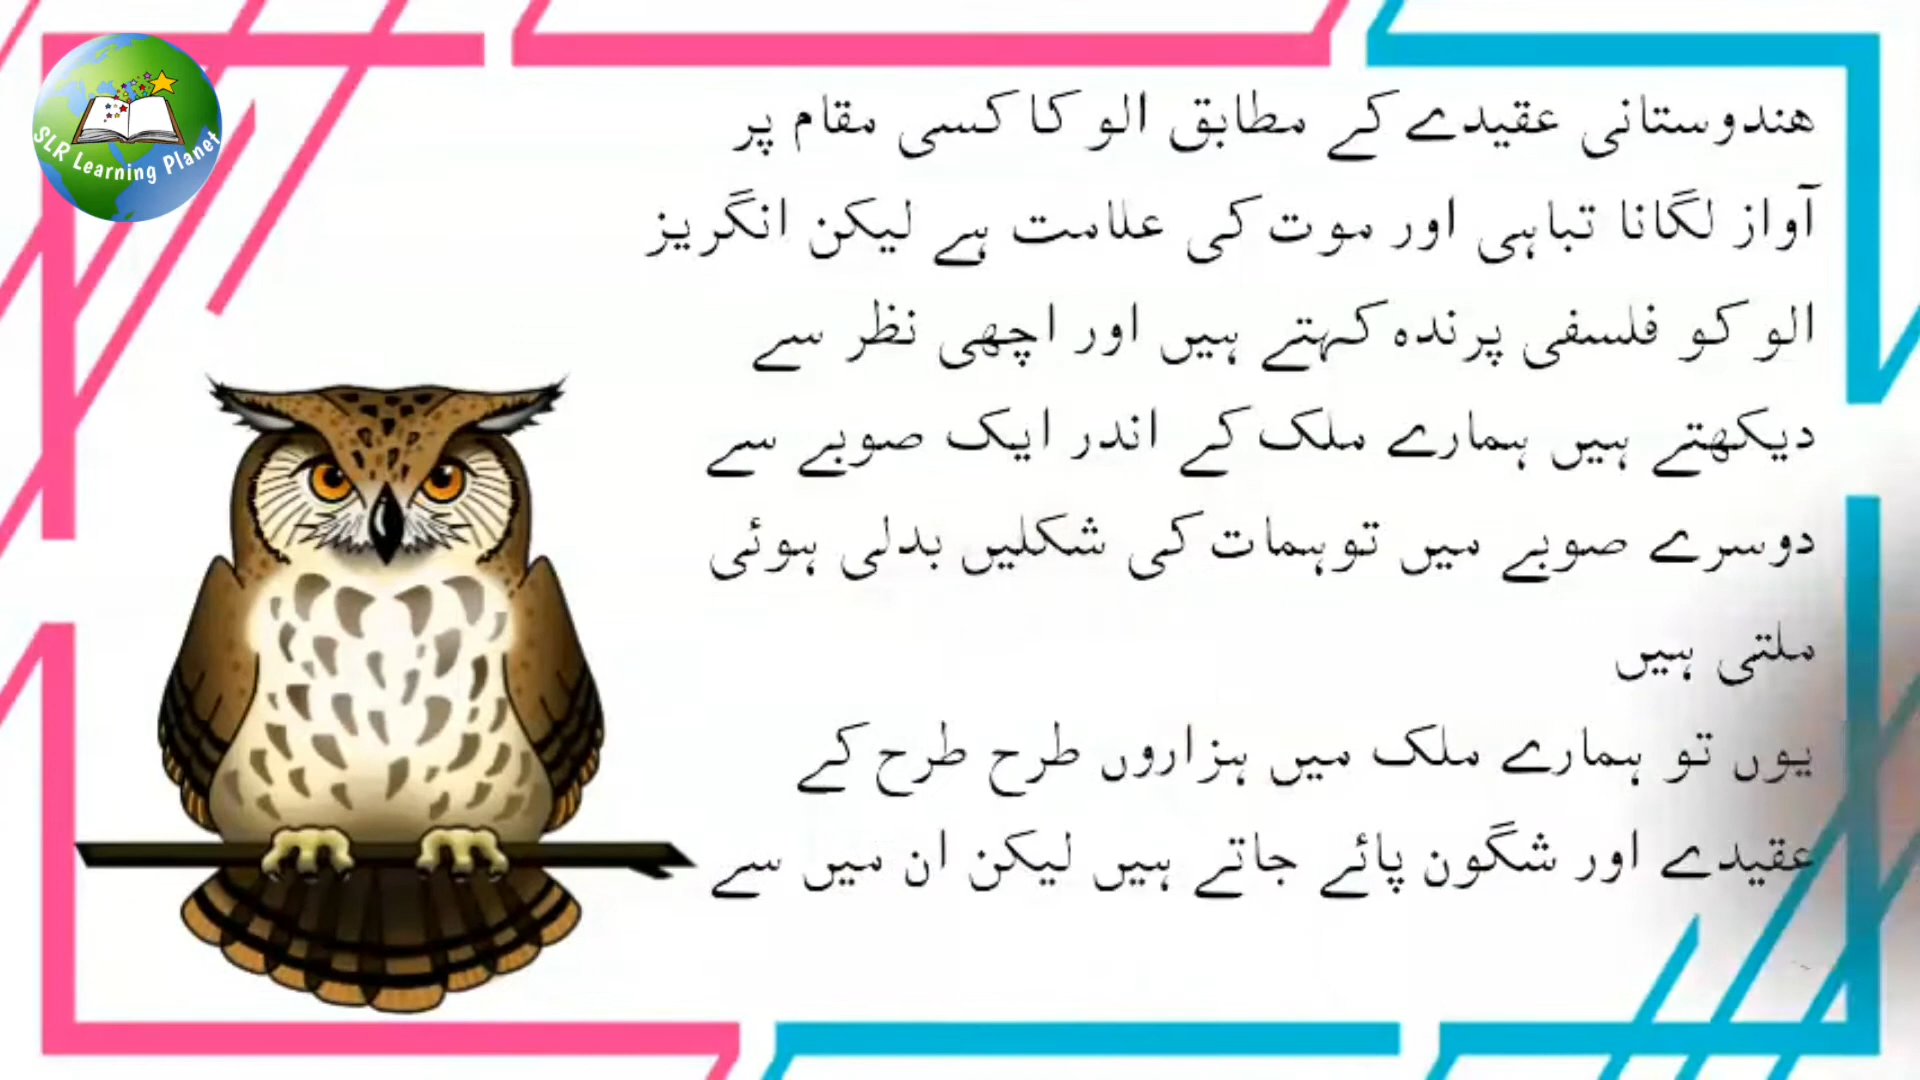 SLR Learning Planet
هندوستانی عقیدے کے مطابق الو کا کسی مقام پر
آواز لگانا تباہی اور موت کی علامت ہے لیکن انگریز
الو کو فلسفی پرندہ کہتے ہیں اور اچھی نظر سے
دیکھتے ہیں ہمارے ملک کے اندر ایک صوبے سے
دوسرے صوبے میں توہمات کی شکلیں بدلی ہوئی
ملتی ہیں
یوں تو ہمارے ملک میں ہزاروں طرح طرح کے
عقیدے اور شگون پائے جاتے ہیں لیکن ان میں سے